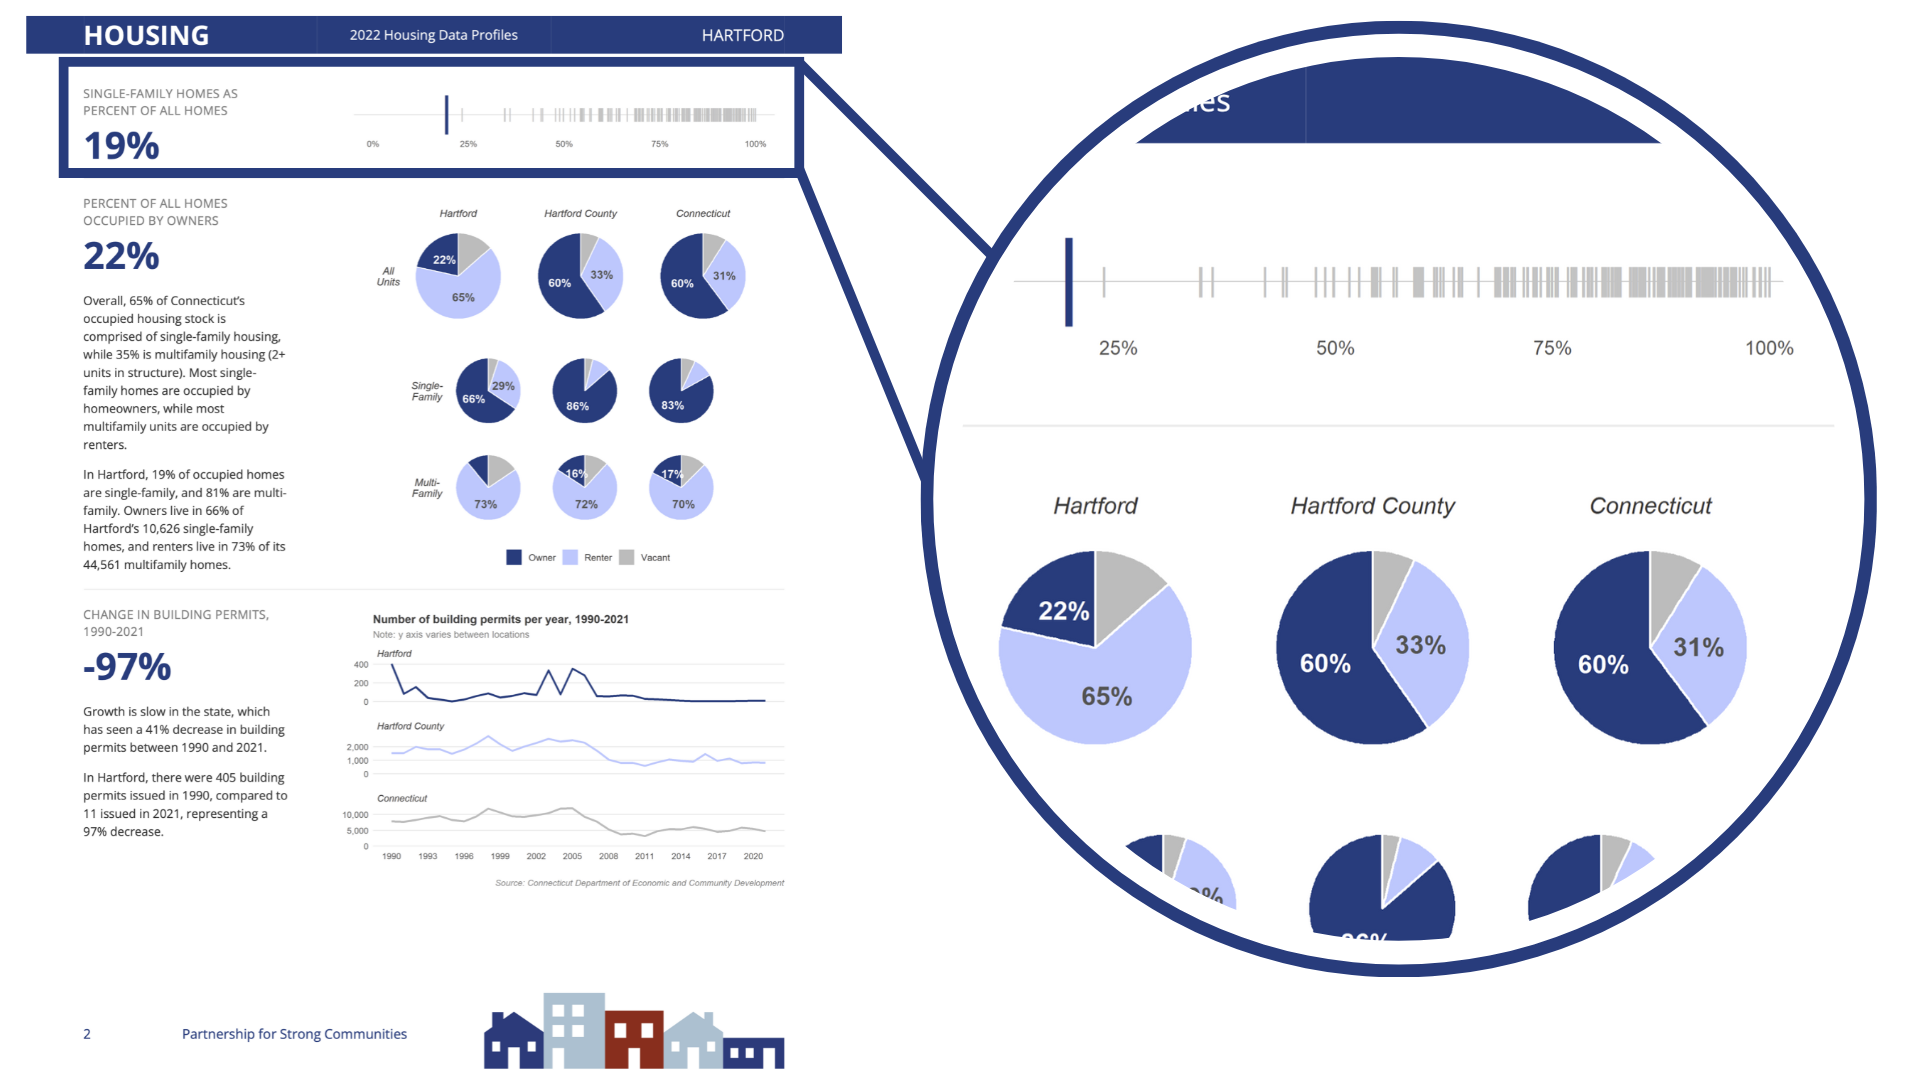 HOUSING
2022 Housing Data Profiles
HARTFORD
SINGLE-FAMILY HOMES AS
PERCENT OF ALL HOMES
19%
0% 25% 50% 75% 100%
PERCENT OF ALL HOMES
OCCUPIED BY OWNERS
22%
Overall, 65% of Connecticut's
occupied housing stock is
comprised of single-family housing,
while 35% is multifamily housing (2+
units in structure). Most single-
family homes are occupied by
homeowners, while most
multifamily units are occupied by
renters.
In Hartford, 19% of occupied homes
are single-family, and 81% are multi-
family. Owners live in 66% of
Hartford's 10,626 single-family
homes, and renters live in 73% of its
44,561 multifamily homes.
Hartford Hartford County Connecticut
All
Units
22% 65% 60% 33% 60% 31%
Single-
Family
66% 29% 86% 83%
Multi-
Family
73% 16% 72% 17% 70%
Owner Renter Vacant
CHANGE IN BUILDING PERMITS,
1990-2021
-97%
Growth is slow in the state, which
has seen a 41% decrease in building
permits between 1990 and 2021.
In Hartford, there were 405 building
permits issued in 1990, compared to
11 issued in 2021, representing a
97% decrease.
Number of building permits per year, 1990-2021
Note: y axis varies between locations
Hartford
400
200
0
Hartford County
2,000
1,000
0
Connecticut
10,000
5,000
0
1990 1993 1996 1999 2002 2005 2008 2011 2014 2017 2020
Source: Connecticut Department of Economic and Community Development
2
Partnership for Strong Communities
25% 50% 75% 100%
Hartford Hartford County Connecticut
22% 65% 60% 33% 60% 31%